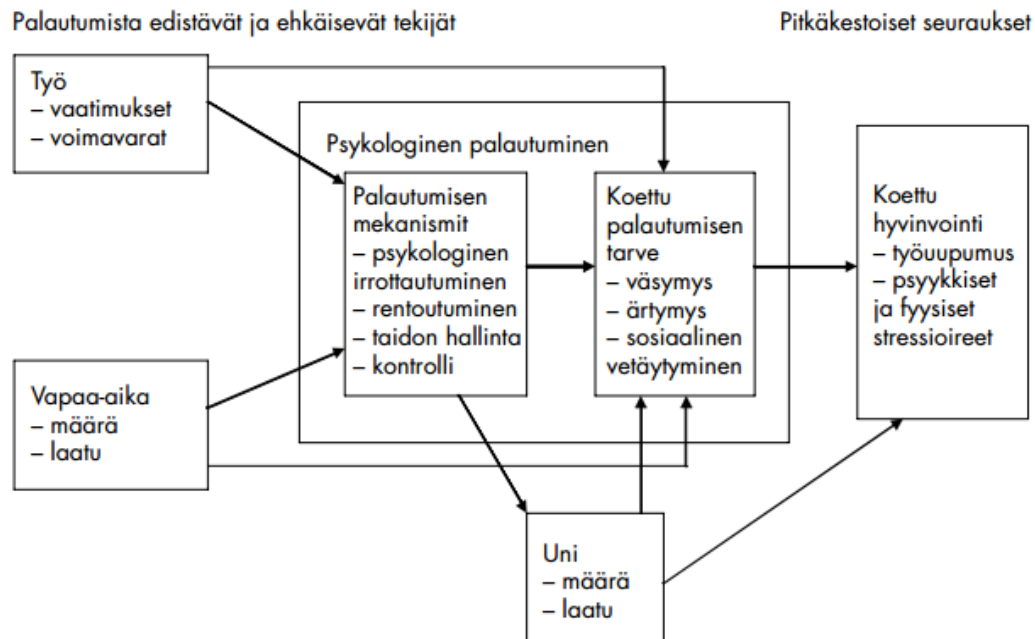 Palautumista edistävät ja ehkäisevät tekijät
Pitkäkestoiset seuraukset
Työ
– vaatimukset
– voimavarat
Psykologinen palautuminen
Palautumisen
mekanismit
– psykologinen
irrottautuminen
– rentoutuminen
– taidon hallinta
– kontrolli
Koettu
palautumisen
tarve
– väsymys
– ärtymys
– sosiaalinen
vetäytyminen
Koettu
hyvinvointi
– työuupumus
– psyykkiset
ja fyysiset
stressioireet
Vapaa-aika
– määrä
– laatu
Uni
– määrä
– laatu